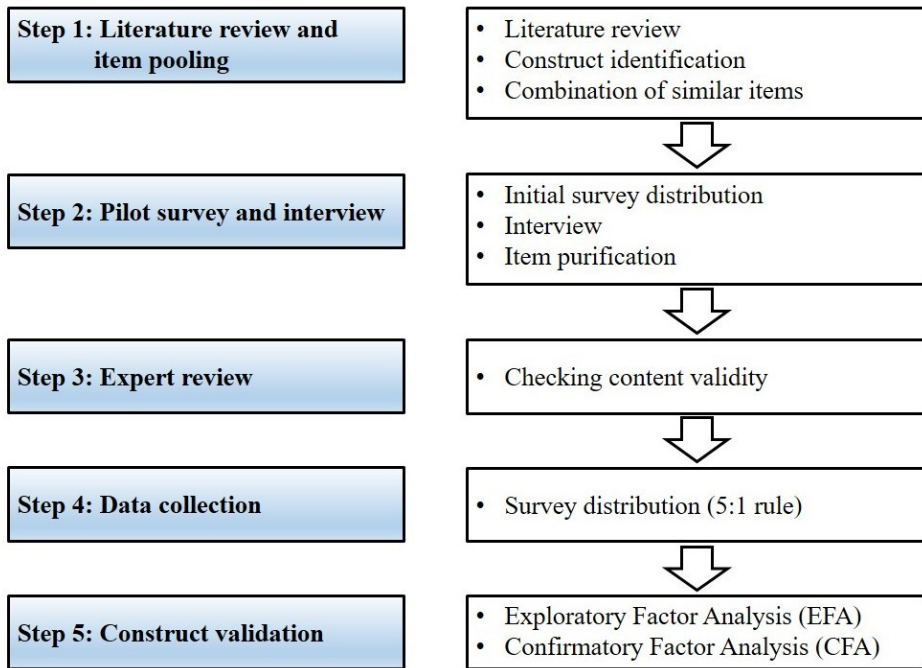 Step 1: Literature review and
item pooling
• Literature review
• Construct identification
• Combination of similar items
Step 2: Pilot survey and interview
• Initial survey distribution
• Interview
• Item purification
Step 3: Expert review
• Checking content validity
Step 4: Data collection
• Survey distribution (5:1 rule)
Step 5: Construct validation
• Exploratory Factor Analysis (EFA)
• Confirmatory Factor Analysis (CFA)